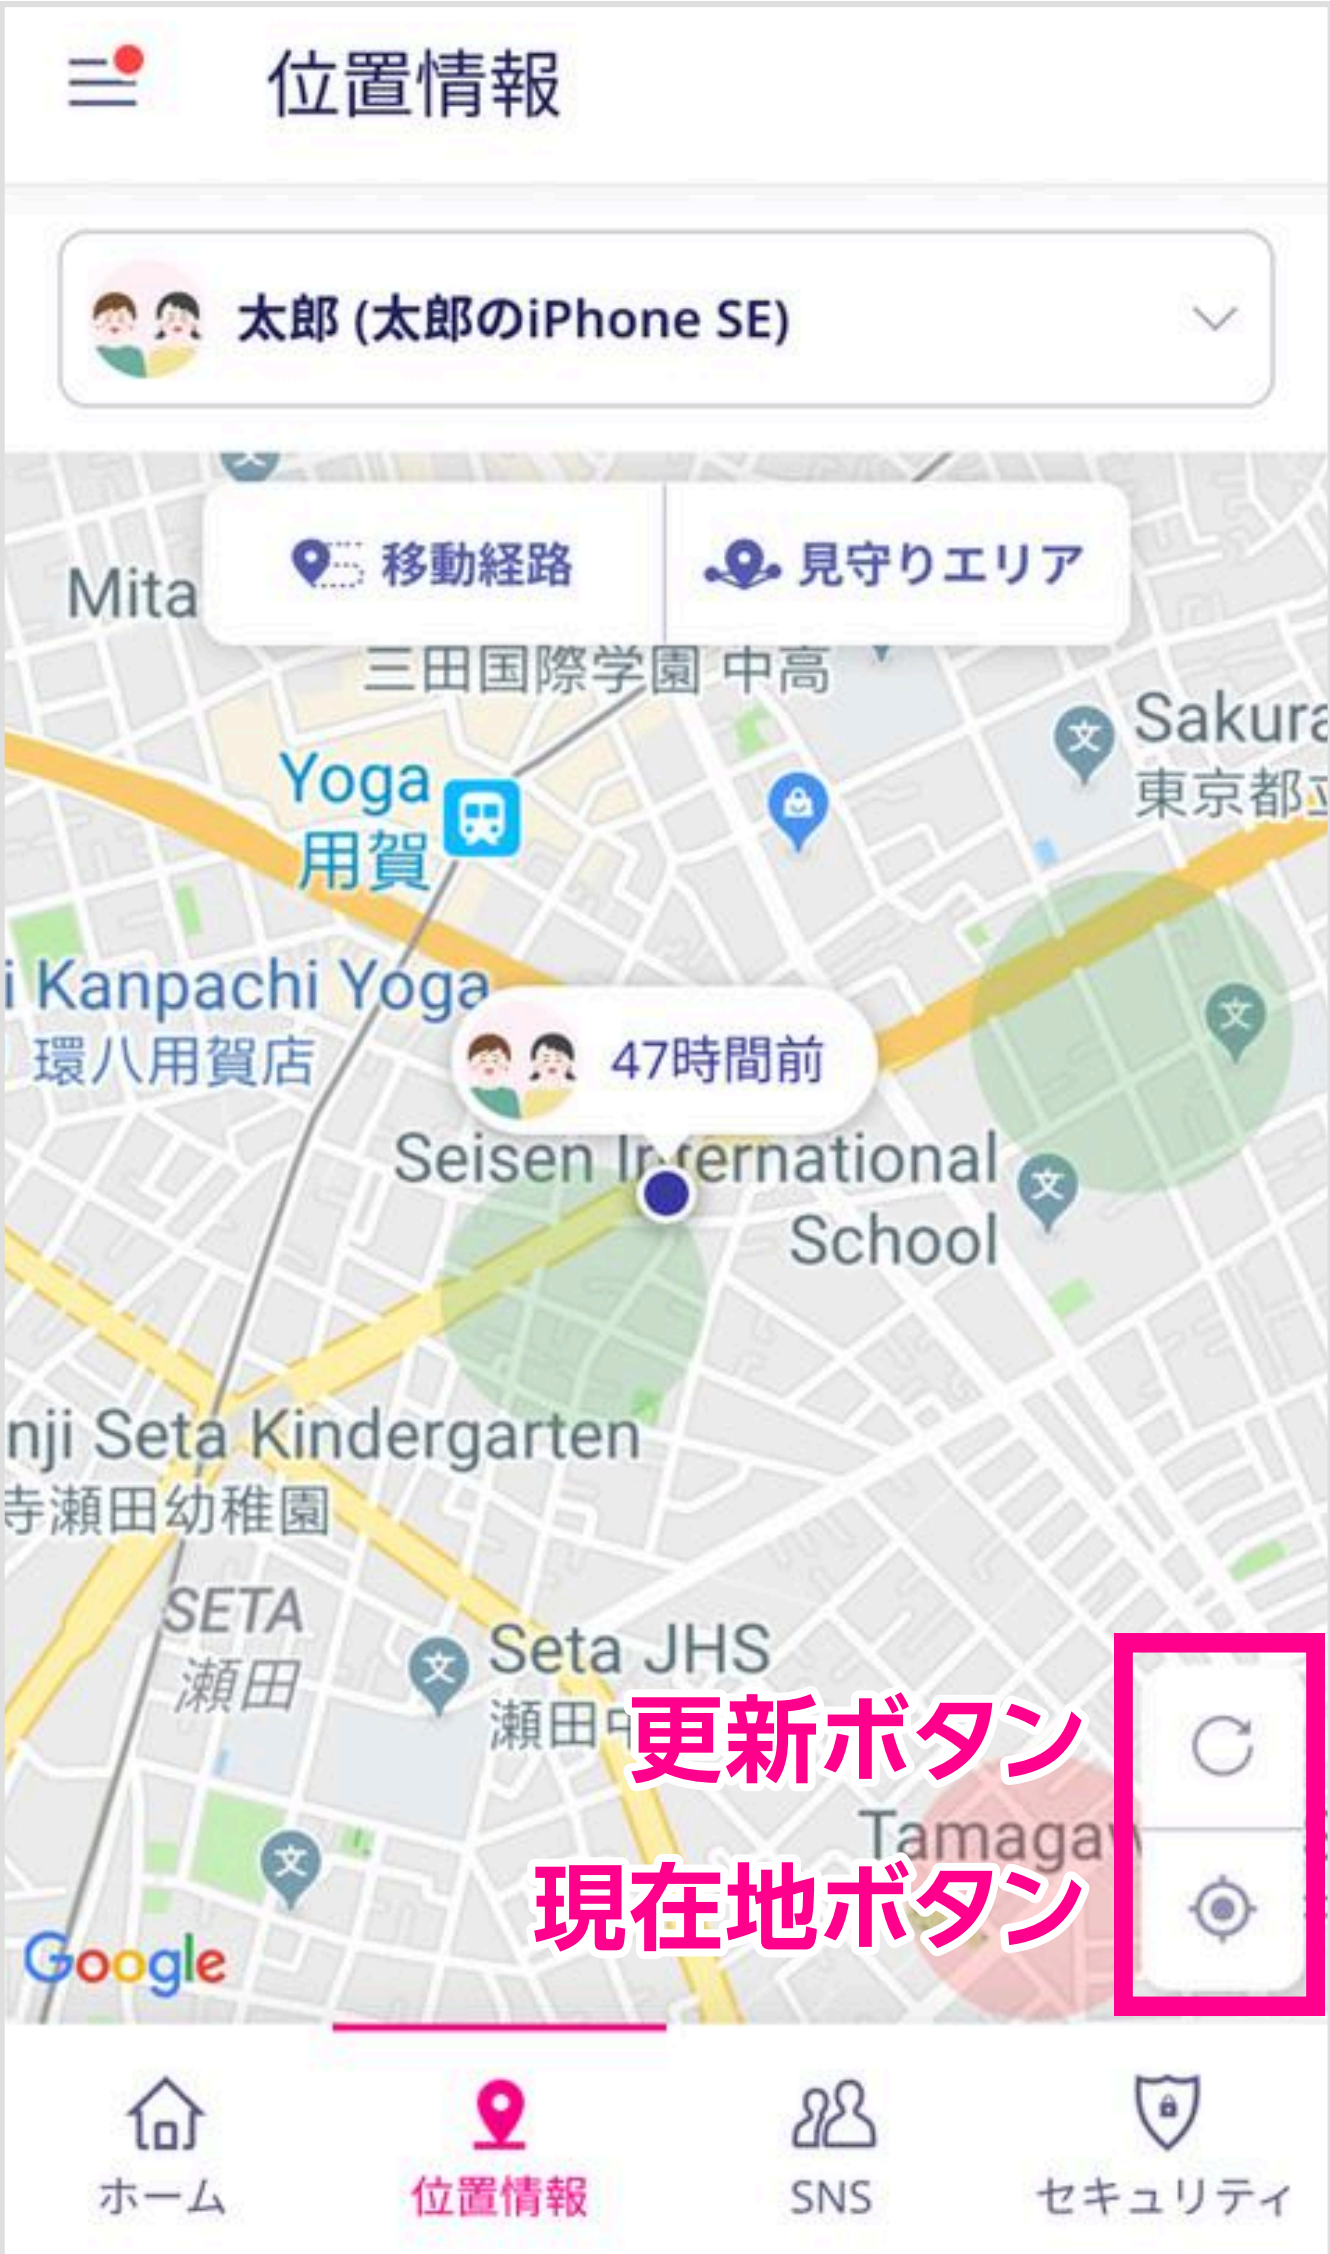 位置情報
太郎 (太郎のiPhone SE)
移動経路
見守りエリア
Mita
三田国際学園 中高
Sakura
東京都立
Yoga
用賀
i Kanpachi Yoga
環八用賀店
47時間前
Seisen International
School
nji Seta Kindergarten
寺瀬田幼稚園
SETA
瀬田
Seta JHS
瀬田中
更新ボタン
Tamagaw
現在地ボタン
Google
ホーム
位置情報
SNS
セキュリティ